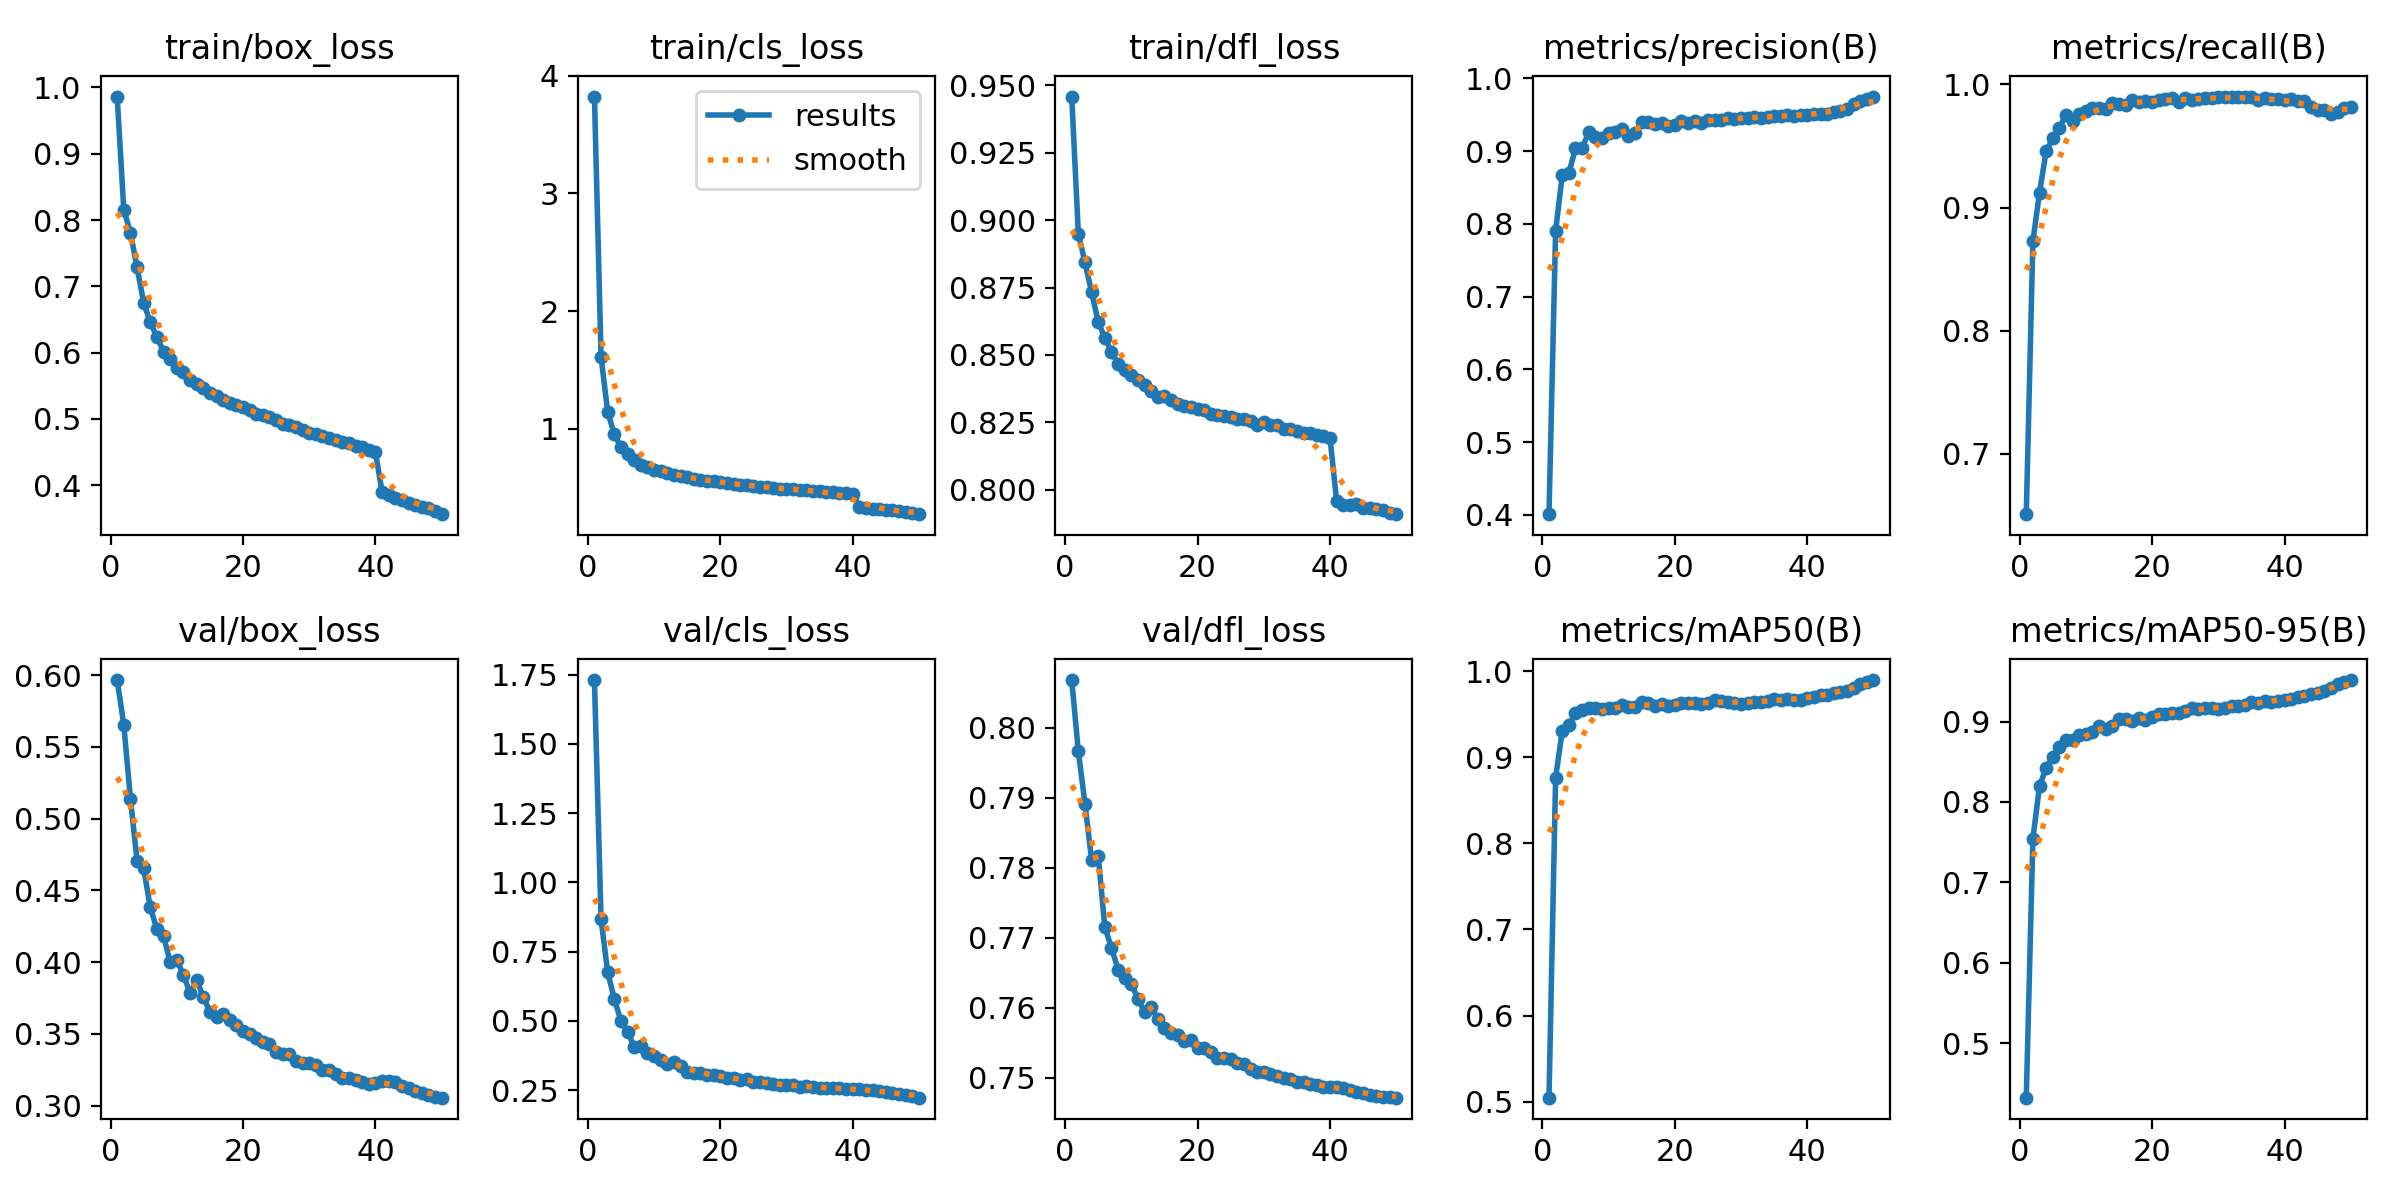 train/box_loss
1.0
0.9
0.8
0.7
0.6
0.5
0.4
0 20 40
train/cls_loss
results
smooth
4
3
2
1
0 20 40
train/dfl_loss
0.950
0.925
0.900
0.875
0.850
0.825
0.800
0 20 40
metrics/precision(B)
1.0
0.9
0.8
0.7
0.6
0.5
0.4
0 20 40
metrics/recall(B)
1.0
0.9
0.8
0.7
0 20 40
val/box_loss
0.60
0.55
0.50
0.45
0.40
0.35
0.30
0 20 40
val/cls_loss
1.75
1.50
1.25
1.00
0.75
0.50
0.25
0 20 40
val/dfl_loss
0.80
0.79
0.78
0.77
0.76
0.75
0 20 40
metrics/mAP50(B)
1.0
0.9
0.8
0.7
0.6
0.5
0 20 40
metrics/mAP50-95(B)
0.9
0.8
0.7
0.6
0.5
0 20 40